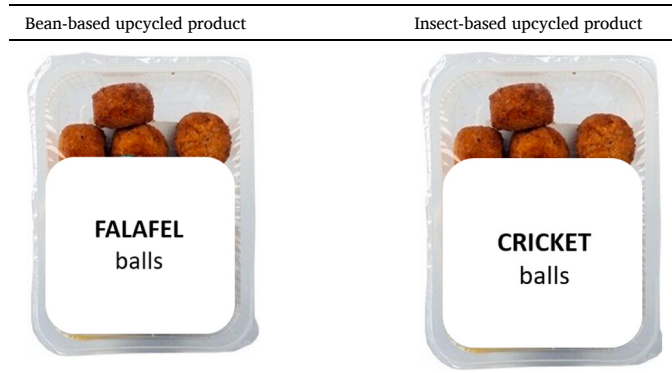 Bean-based upcycled product
Insect-based upcycled product
FALAFEL
balls
CRICKET
balls